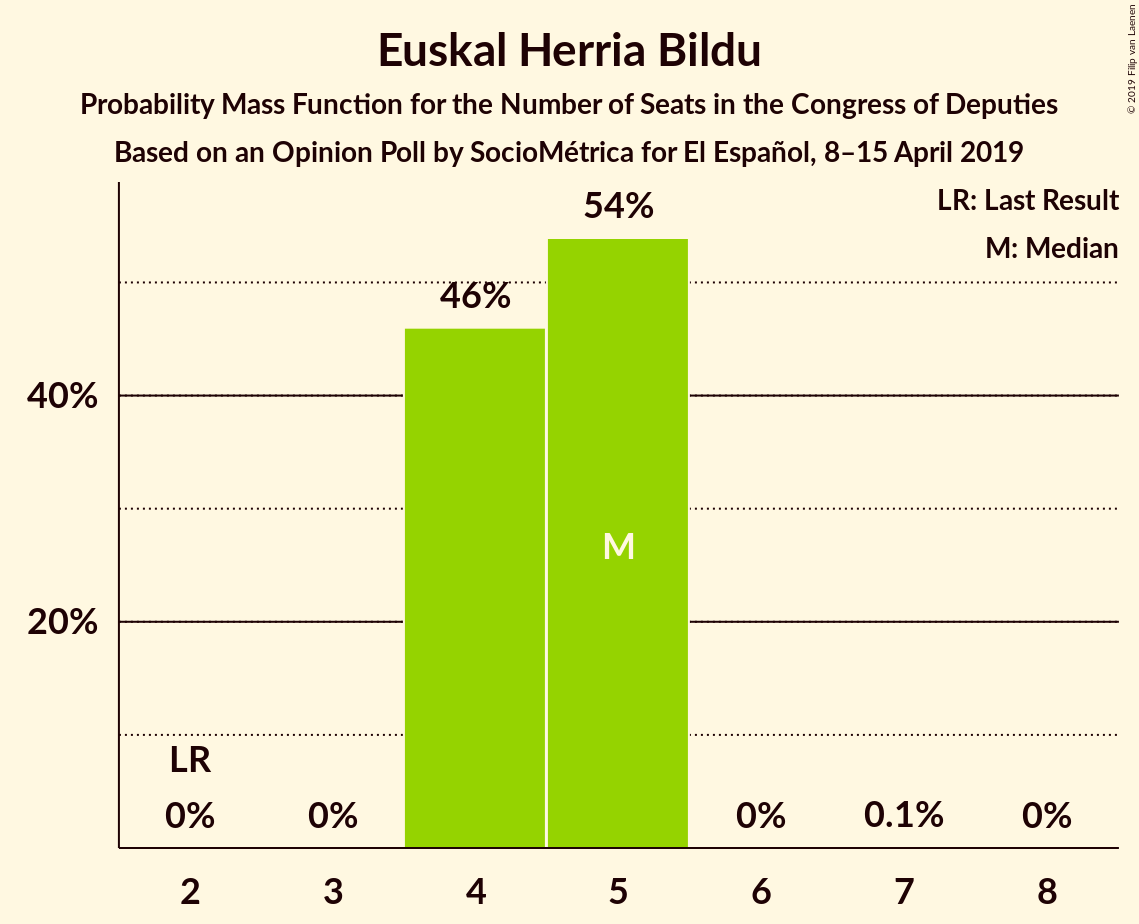 Euskal Herria Bildu
Probability Mass Function for the Number of Seats in the Congress of Deputies
Based on an Opinion Poll by SocioMétrica for El Español, 8–15 April 2019
© 2019 Filip van Laenen
LR: Last Result
M: Median
54%
46%
40%
M
20%
LR
0%
0%
0%
0.1%
0%
2
3
4
5
6
7
8